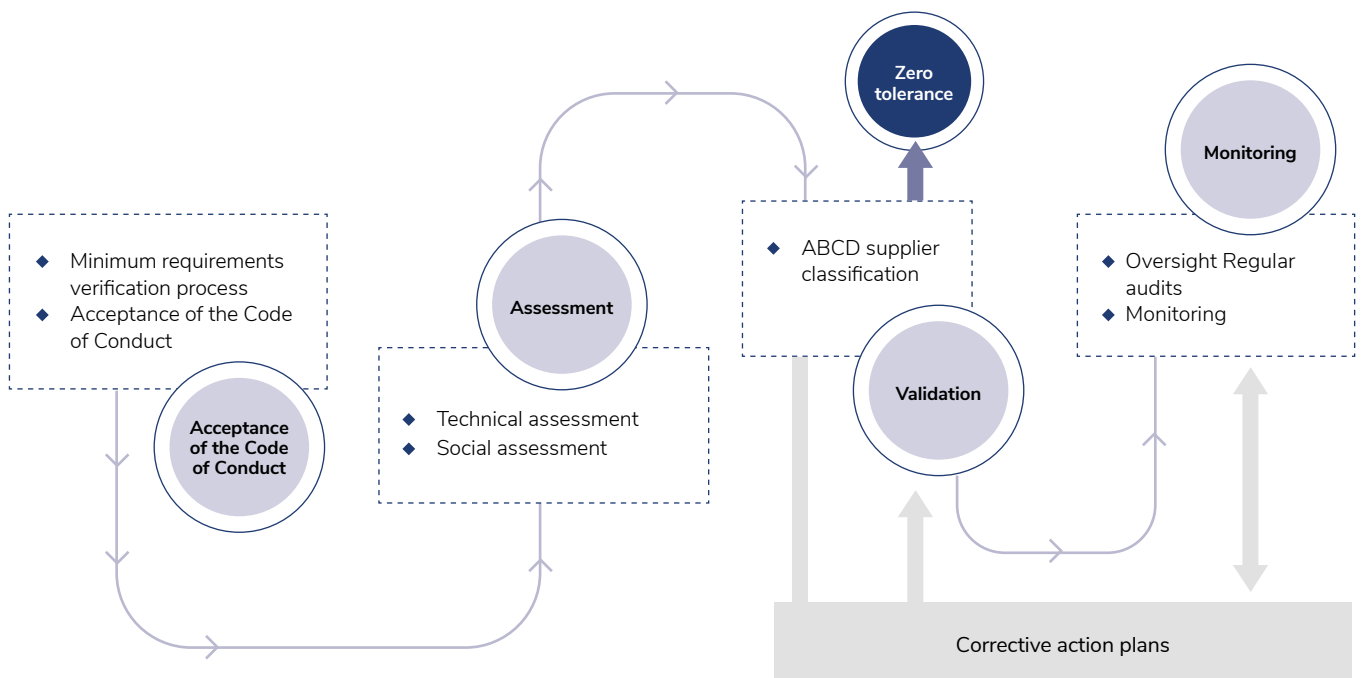 Minimum requirements
verification process
Acceptance of the Code
of Conduct
Acceptance
of the Code
of Conduct
Assessment
Technical assessment
Social assessment
Zero
tolerance
ABCD supplier
classification
Validation
Monitoring
Oversight Regular
audits
Monitoring
Corrective action plans